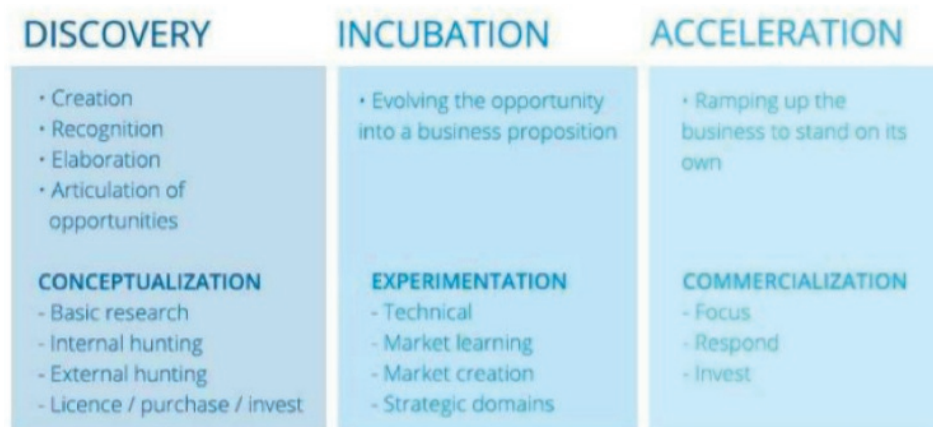 DISCOVERY
· Creation
· Recognition
· Elaboration
· Articulation of
opportunities
CONCEPTUALIZATION
- Basic research
- Internal hunting
- External hunting
- Licence / purchase / invest
INCUBATION
· Evolving the opportunity
into a business proposition
EXPERIMENTATION
- Technical
- Market learning
- Market creation
- Strategic domains
ACCELERATION
· Ramping up the
business to stand on its
own
COMMERCIALIZATION
- Focus
- Respond
- Invest